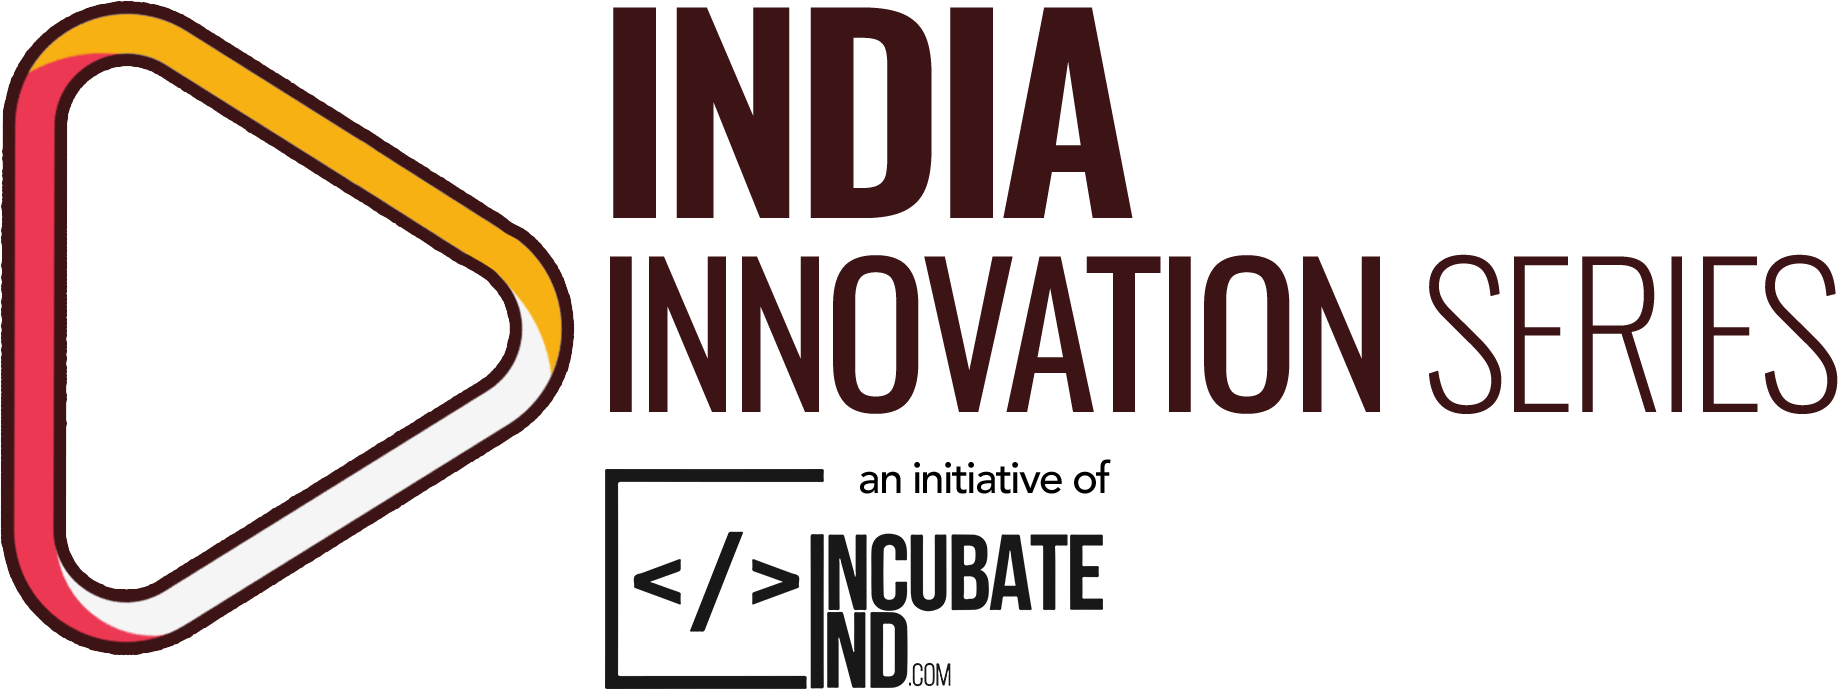 INDIA
INNOVATION SERIES
an initiative of
</> INCUBATE
IND.COM